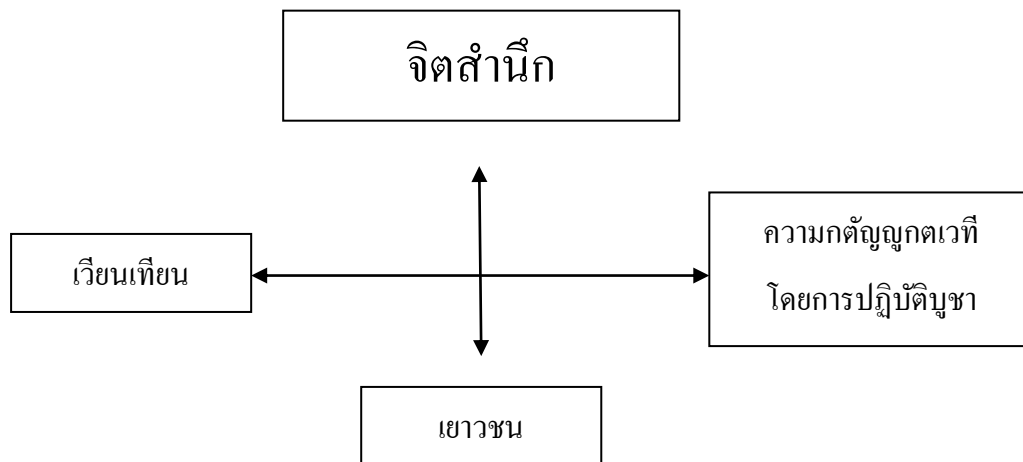 จิตสำนึก
เวียนเทียน
ความกตัญญูกตเวที
โดยการปฏิบัติบูชา
เยาวชน